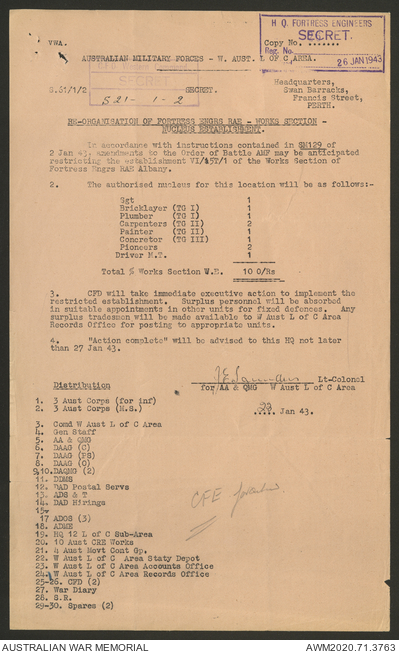 H Q. FORTRESS ENGINEERS
SECRET.
Reg. No.
26 JAN 1943
VWA.
Copy No. .......
AUSTRALIAN MILITARY FORCES - W. AUST. L OF C AREA.
SECRET
S21-1-2
SECRET.
Headquarters,
Swan Barracks,
Francis Street,
PERTH.
RE-ORGANISATION OF FORTRESS ENGRS RAE - WORKS SECTION -
NUCLEUS ESTABLISHMENT.
In accordance with instructions contained in SM129 of
2 Jan 43, amendments to the Order of Battle AMF may be anticipated
restricting the establishment of the Works Section of
Fortress Engrs RAE Albany.
2. The authorised nucleus for this location will be as follows:-
Sgt 1
Bricklayer (TG I) 1
Plumber (TG I) 1
Carpenters (TG II) 2
Painter (TG II) 1
Concretor (TG III) 1
Pioneers 2
Driver M.T. 1
Total Works Section W.E. 10 O/Rs
3. CFD will take immediate executive action to implement the
restricted establishment. Surplus personnel will be absorbed
in suitable appointments in other units for fixed defences. Any
surplus tradesmen will be made available to W Aust L of C Area
Records Office for posting to appropriate units.
4. "Action complete" will be advised to this HQ not later
than 27 Jan 43.
Lt-Colonel
for AA & QMG W Aust L of C Area
Distribution
23 Jan 43.
1. 3 Aust Corps (for inf)
2. 3 Aust Corps (M.S.)
3. Comd W Aust L of C Area
4. Gen Staff
5. AA & QMG
6. DAAG (C)
7. DAAG (PS)
8. DAAG (O)
9,10. DAQMG (2)
11. DDMS
12. DAD Postal Servs
13. ADS & T
14. DAD Hirings
15.
17 ADOS (3)
18. ADME
19. HQ 12 L of C Sub-Area
20. 10 Aust CRE Works
21. 4 Aust Movt Cont Gp.
22. W Aust L of C Area Staty Depot
23. W Aust L of C Area Accounts Office
24. W Aust L of C Area Records Office
25-26. CFD (2)
27. War Diary
28. S.R.
29-30. Spares (2)
CFE
AUSTRALIAN WAR MEMORIAL
AWM2020.71.3763